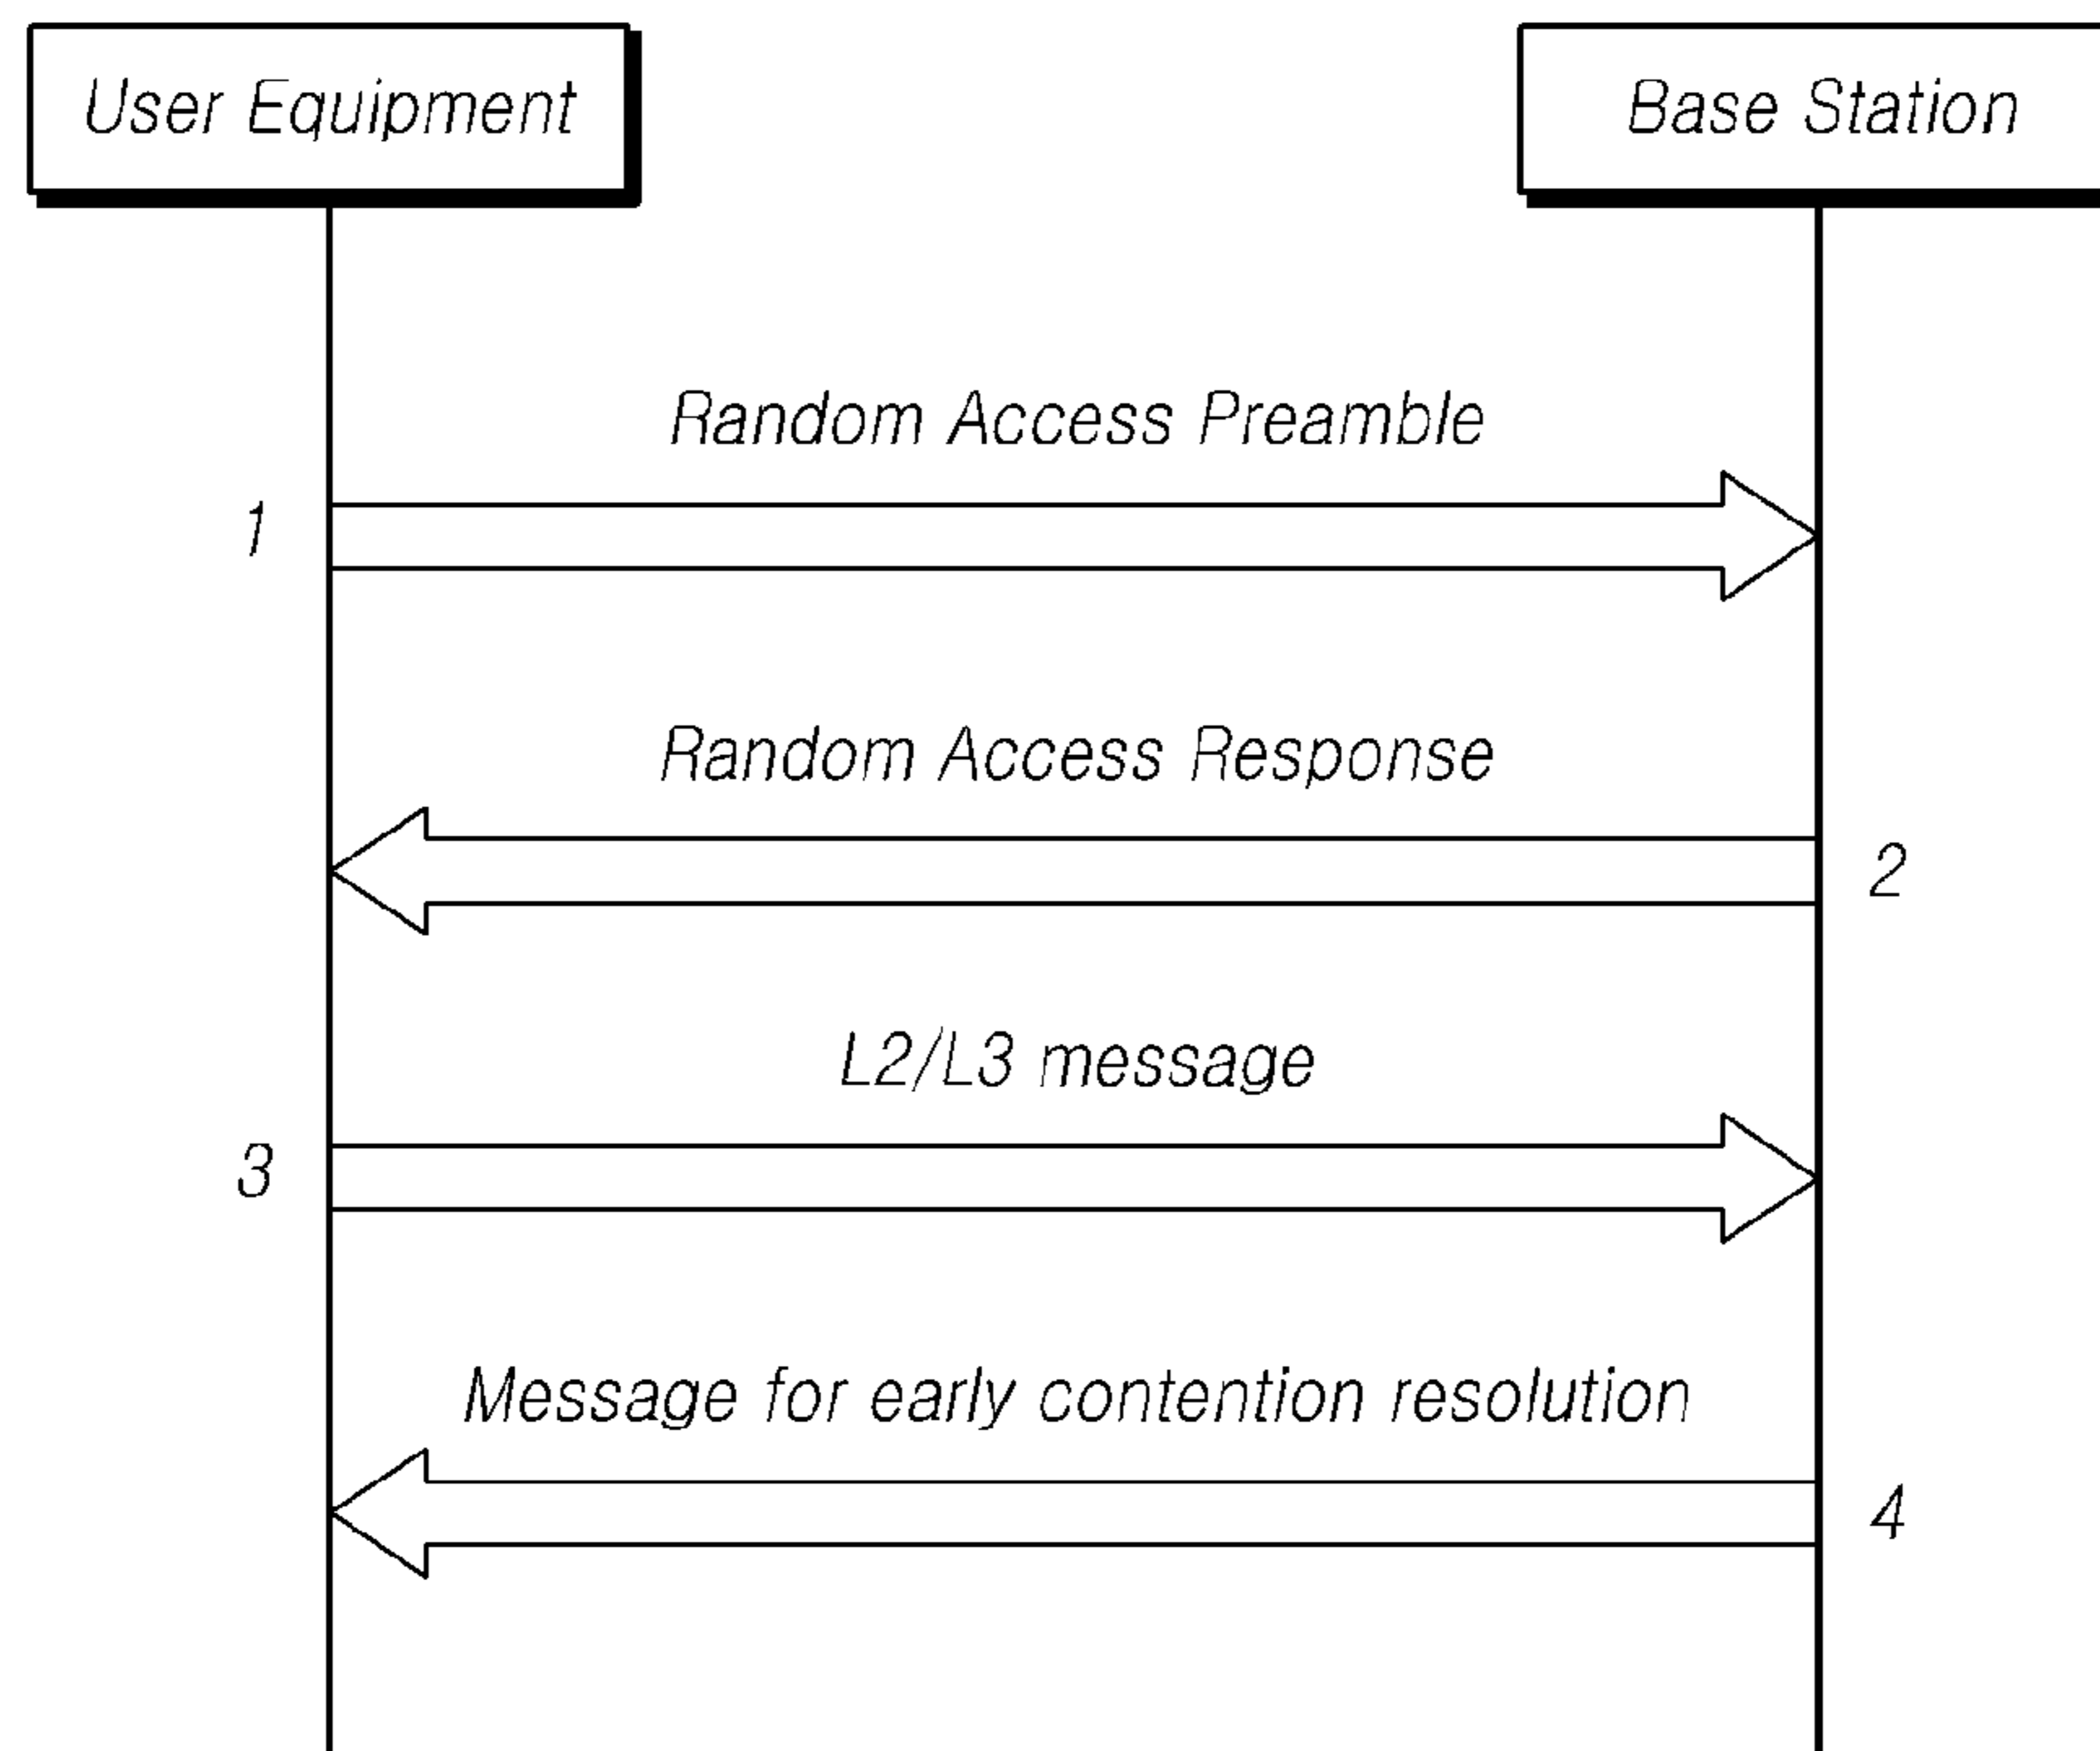 User Equipment
Base Station
Random Access Preamble
1
Random Access Response
2
L2/L3 message
3
Message for early contention resolution
4